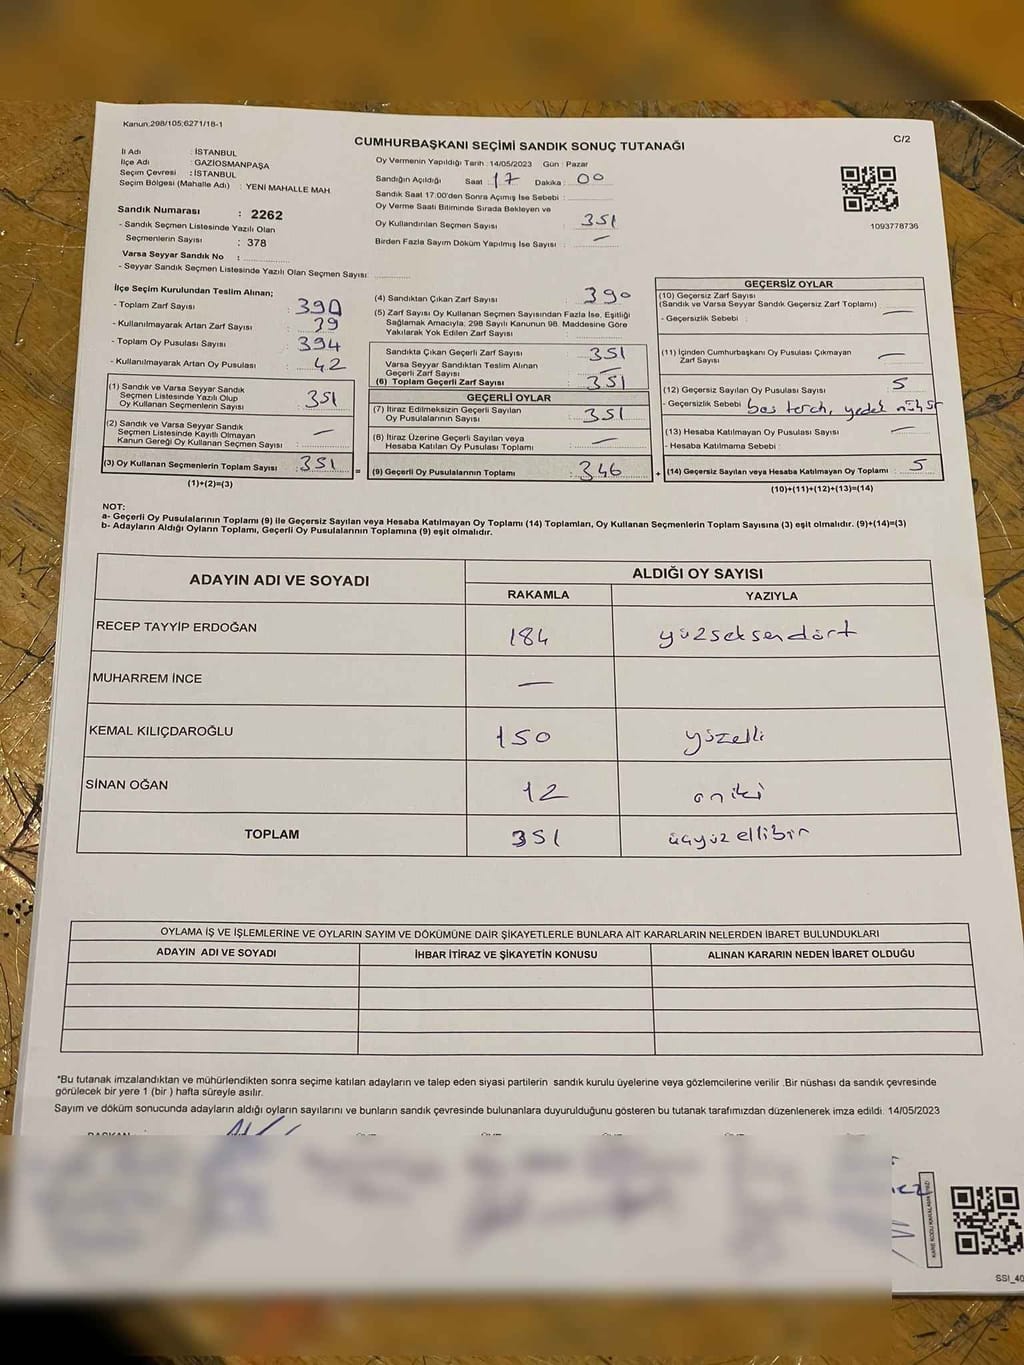 Kanun:298/105;6271/18-1
CUMHURBAŞKANI SEÇİMİ SANDIK SONUÇ TUTANAĞI
C/2
İl Adı : İSTANBUL
İlçe Adı : GAZİOSMANPAŞA
Seçim Çevresi : İSTANBUL
Seçim Bölgesi (Mahalle Adı) : YENİ MAHALLE MAH.
Sandık Numarası : 2262
- Sandık Seçmen Listesinde Yazılı Olan
Seçmenlerin Sayısı : 378
Varsa Seyyar Sandık No :
- Seyyar Sandık Seçmen Listesinde Yazılı Olan Seçmen Sayısı:
Oy Vermenin Yapıldığı Tarih : 14/05/2023 Gün : Pazar
Sandığın Açıldığı Saat : 17 Dakika : 00
Sandık Saat 17:00'den Sonra Açımış İse Sebebi :
Oy Verme Saati Bitiminde Sırada Bekleyen ve
Oy Kullandırılan Seçmen Sayısı : 351
Birden Fazla Sayım Döküm Yapılmış İse Sayısı : —
1093778736
İlçe Seçim Kurulundan Teslim Alınan;
- Toplam Zarf Sayısı : 390
- Kullanılmayarak Artan Zarf Sayısı : 39
- Toplam Oy Pusulası Sayısı : 394
- Kullanılmayarak Artan Oy Pusulası : 42
(1) Sandık ve Varsa Seyyar Sandık
Seçmen Listesinde Yazılı Olup
Oy Kullanan Seçmenlerin Sayısı : 351
(2) Sandık ve Varsa Seyyar Sandık
Seçmen Listesinde Kayıtlı Olmayan
Kanun Gereği Oy Kullanan Seçmen Sayısı : —
(3) Oy Kullanan Seçmenlerin Toplam Sayısı : 351
(1)+(2)=(3)
(4) Sandıktan Çıkan Zarf Sayısı : 390
(5) Zarf Sayısı Oy Kullanan Seçmen Sayısından Fazla İse, Eşitliği
Sağlamak Amacıyla, 298 Sayılı Kanunun 98. Maddesine Göre
Yakılarak Yok Edilen Zarf Sayısı :
Sandıkta Çıkan Geçerli Zarf Sayısı : 351
Varsa Seyyar Sandıktan Teslim Alınan
Geçerli Zarf Sayısı : —
(6) Toplam Geçerli Zarf Sayısı : 351
GEÇERLİ OYLAR
(7) İtiraz Edilmeksizin Geçerli Sayılan
Oy Pusulalarının Sayısı : 351
(8) İtiraz Üzerine Geçerli Sayılan veya
Hesaba Katılan Oy Pusulası Toplamı : —
= (9) Geçerli Oy Pusulalarının Toplamı : 346
GEÇERSİZ OYLAR
(10) Geçersiz Zarf Sayısı
(Sandık ve Varsa Seyyar Sandık Geçersiz Zarf Toplamı) : —
- Geçersizlik Sebebi :
(11) İçinden Cumhurbaşkanı Oy Pusulası Çıkmayan
Zarf Sayısı : —
(12) Geçersiz Sayılan Oy Pusulası Sayısı : 5
- Geçersizlik Sebebi : boş terch, yedek mühür
(13) Hesaba Katılmayan Oy Pusulası Sayısı : —
- Hesaba Katılmama Sebebi :
+ (14) Geçersiz Sayılan veya Hesaba Katılmayan Oy Toplamı : 5
(10)+(11)+(12)+(13)=(14)
NOT:
a- Geçerli Oy Pusulalarının Toplamı (9) ile Geçersiz Sayılan veya Hesaba Katılmayan Oy Toplamı (14) Toplamları, Oy Kullanan Seçmenlerin Toplam Sayısına (3) eşit olmalıdır. (9)+(14)=(3)
b- Adayların Aldığı Oyların Toplamı, Geçerli Oy Pusulalarının Toplamına (9) eşit olmalıdır.
ADAYIN ADI VE SOYADI
ALDIĞI OY SAYISI
RAKAMLA YAZIYLA
RECEP TAYYİP ERDOĞAN 184 yüzseksendört
MUHARREM İNCE —
KEMAL KILIÇDAROĞLU 150 yüzelli
SİNAN OĞAN 12 oniki
TOPLAM 351 üçyüzellibir
OYLAMA İŞ VE İŞLEMLERİNE VE OYLARIN SAYIM VE DÖKÜMÜNE DAİR ŞİKAYETLERLE BUNLARA AİT KARARLARIN NELERDEN İBARET BULUNDUKLARI
ADAYIN ADI VE SOYADI İHBAR İTİRAZ VE ŞİKAYETİN KONUSU ALINAN KARARIN NEDEN İBARET OLDUĞU
*Bu tutanak imzalandıktan ve mühürlendikten sonra seçime katılan adayların ve talep eden siyasi partilerin sandık kurulu üyelerine veya gözlemcilerine verilir .Bir nüshası da sandık çevresinde
görülecek bir yere 1 (bir ) hafta süreyle asılır.
Sayım ve döküm sonucunda adayların aldığı oyların sayılarını ve bunların sandık çevresinde bulunanlara duyurulduğunu gösteren bu tutanak tarafımızdan düzenlenerek imza edildi. 14/05/2023
BAŞKAN
SSI_40